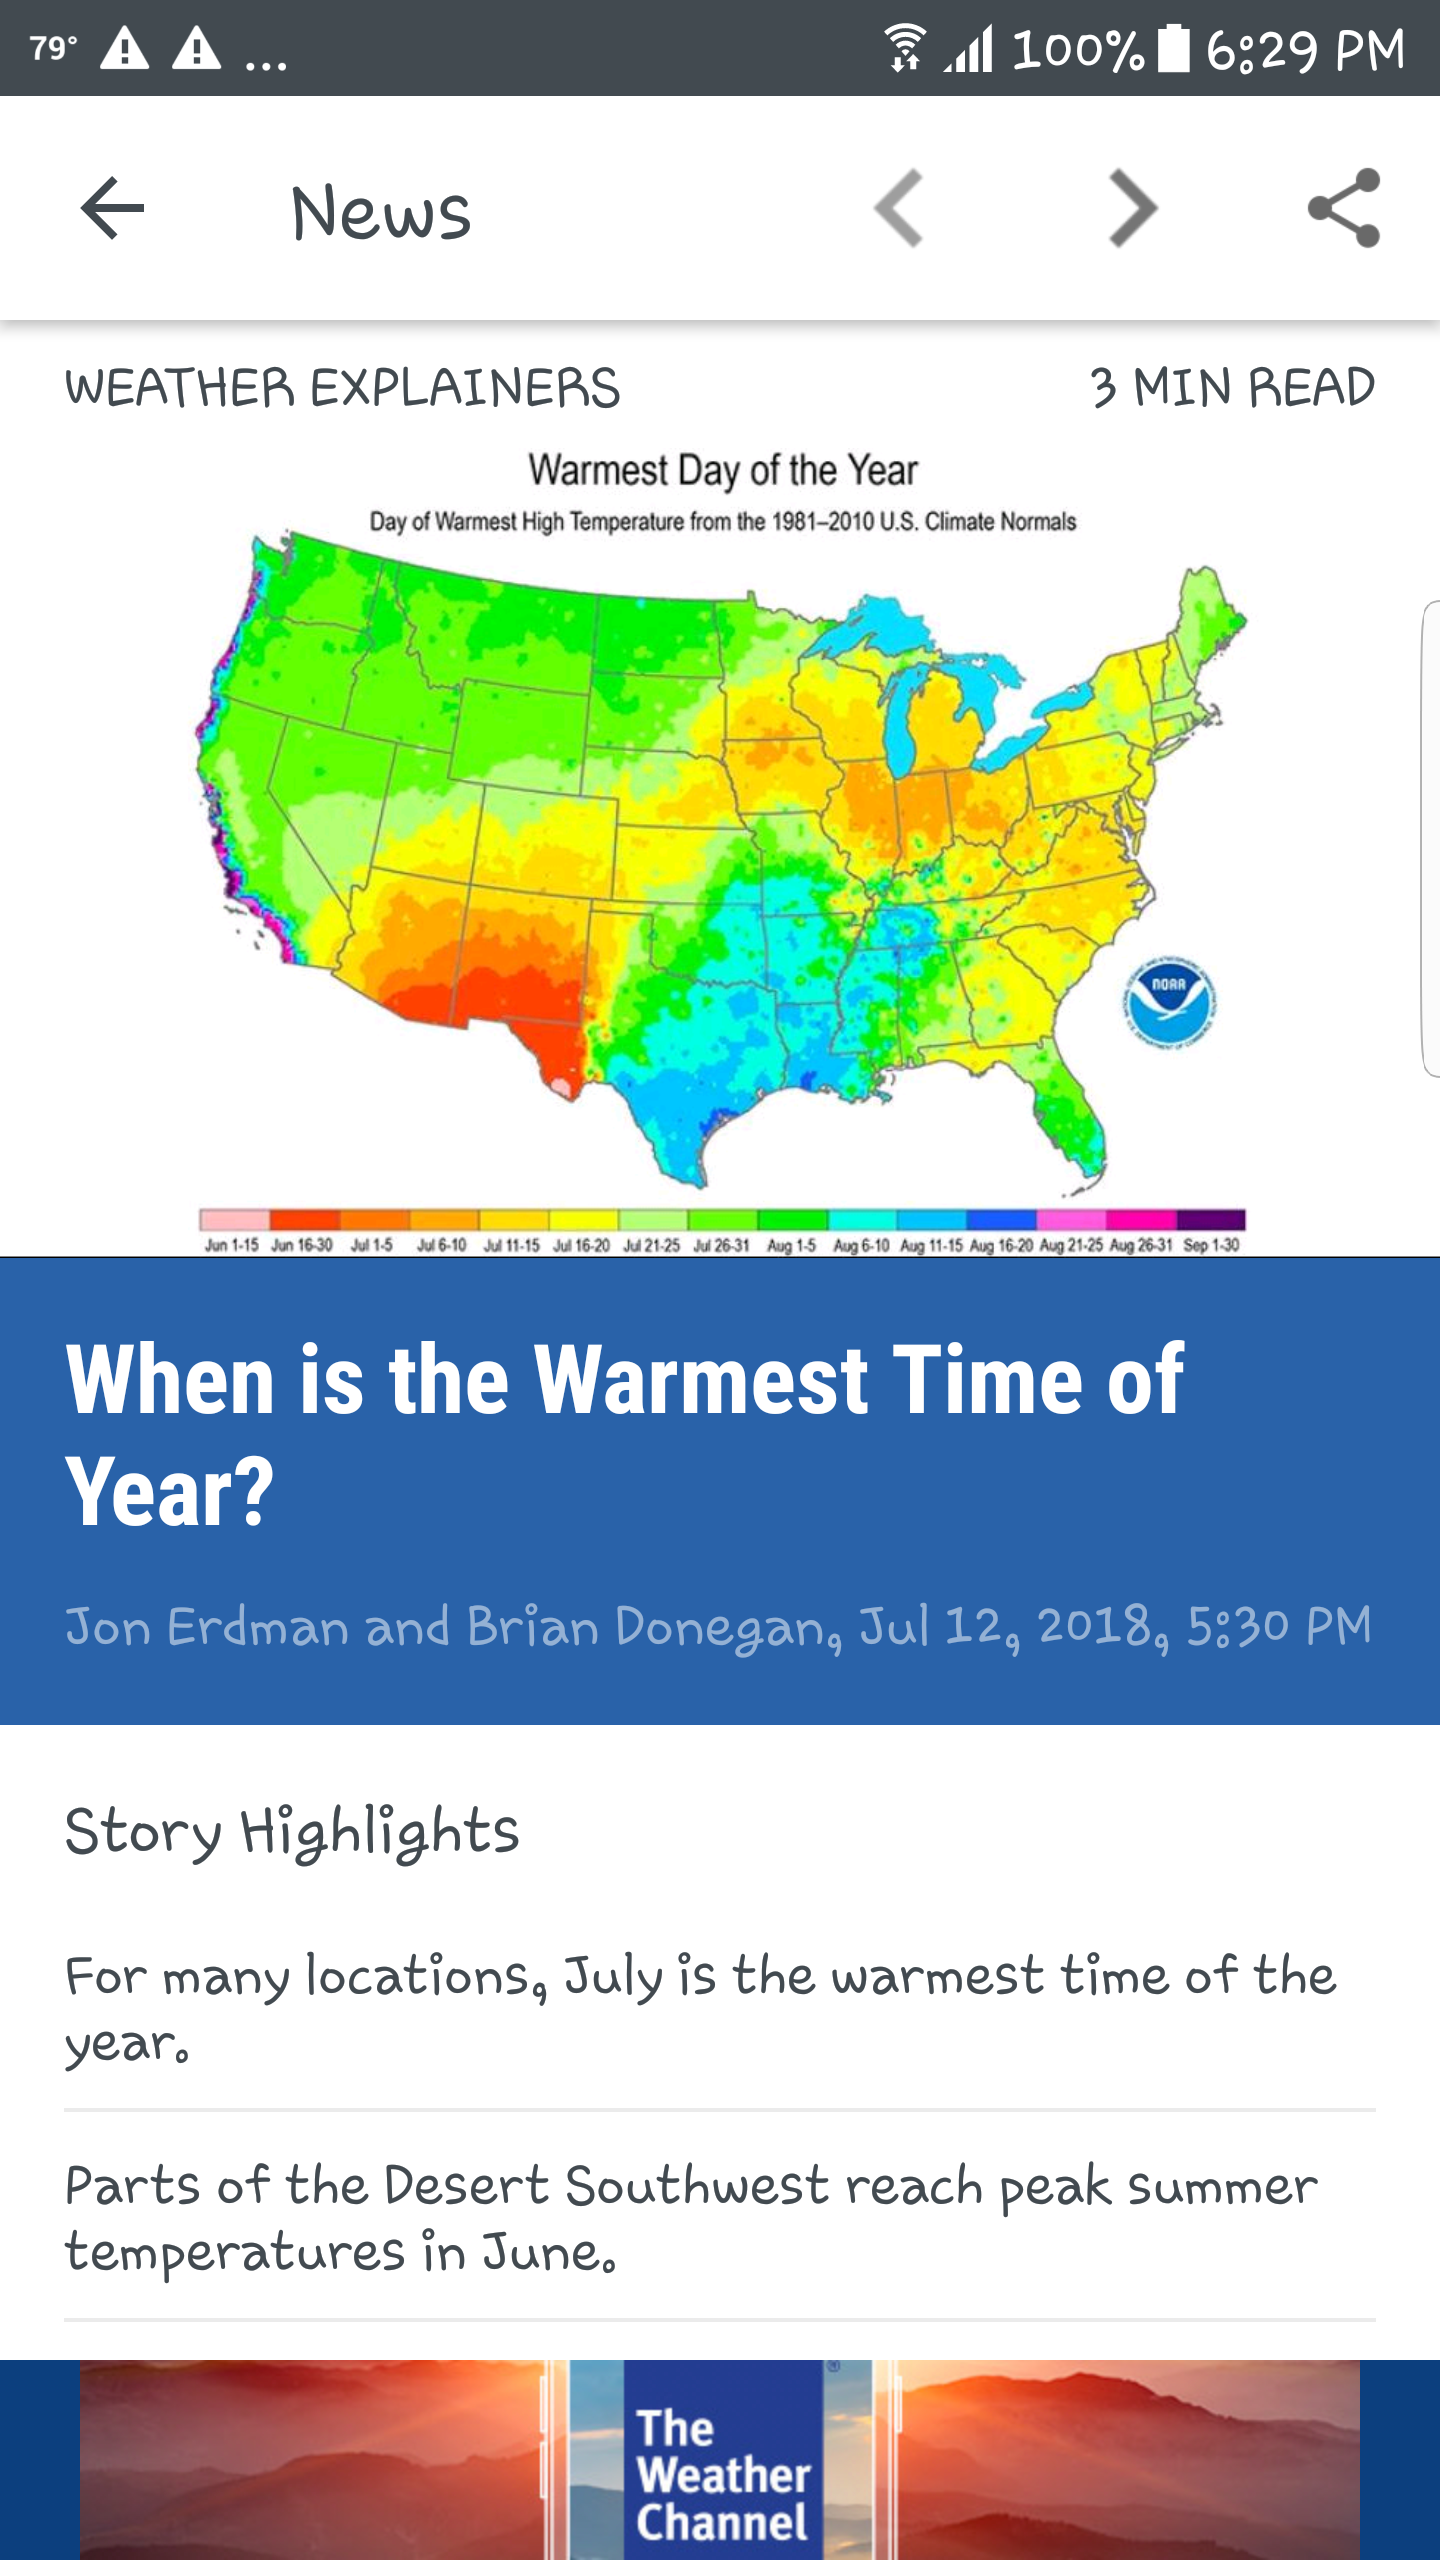 79° ... 100% 6:29 PM
News
WEATHER EXPLAINERS 3 MIN READ
Warmest Day of the Year
Day of Warmest High Temperature from the 1981–2010 U.S. Climate Normals
NOAA
Jun 1-15 Jun 16-30 Jul 1-5 Jul 6-10 Jul 11-15 Jul 16-20 Jul 21-25 Jul 26-31 Aug 1-5 Aug 6-10 Aug 11-15 Aug 16-20 Aug 21-25 Aug 26-31 Sep 1-30
When is the Warmest Time of
Year?
Jon Erdman and Brian Donegan, Jul 12, 2018, 5:30 PM
Story Highlights
For many locations, July is the warmest time of the
year.
Parts of the Desert Southwest reach peak summer
temperatures in June.
The
Weather
Channel
®